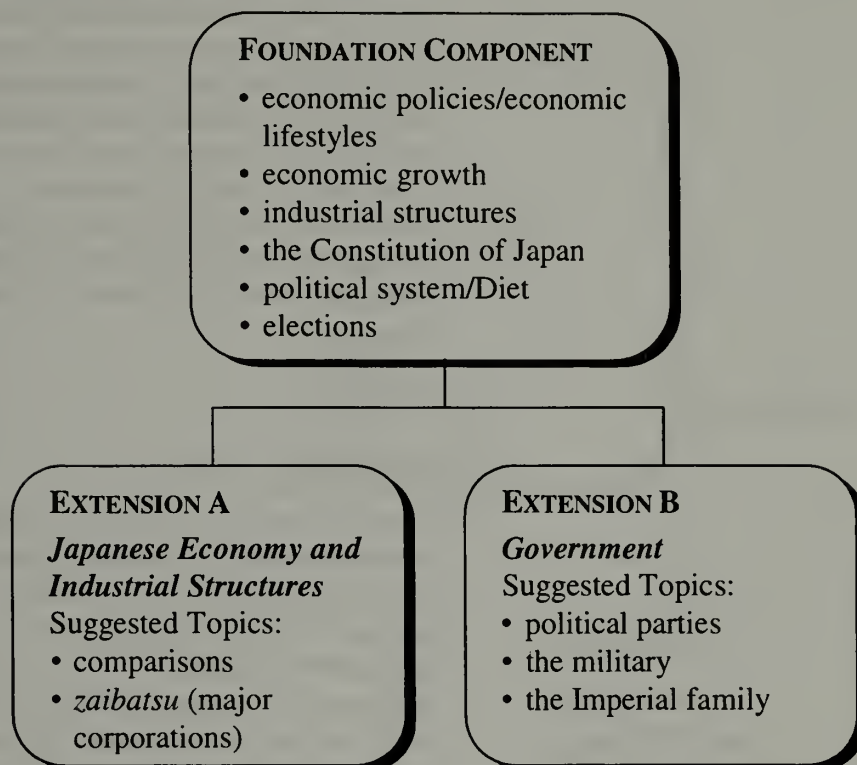 FOUNDATION COMPONENT
• economic policies/economic
lifestyles
• economic growth
• industrial structures
• the Constitution of Japan
• political system/Diet
• elections
EXTENSION A
Japanese Economy and
Industrial Structures
Suggested Topics:
• comparisons
• zaibatsu (major
corporations)
EXTENSION B
Government
Suggested Topics:
• political parties
• the military
• the Imperial family